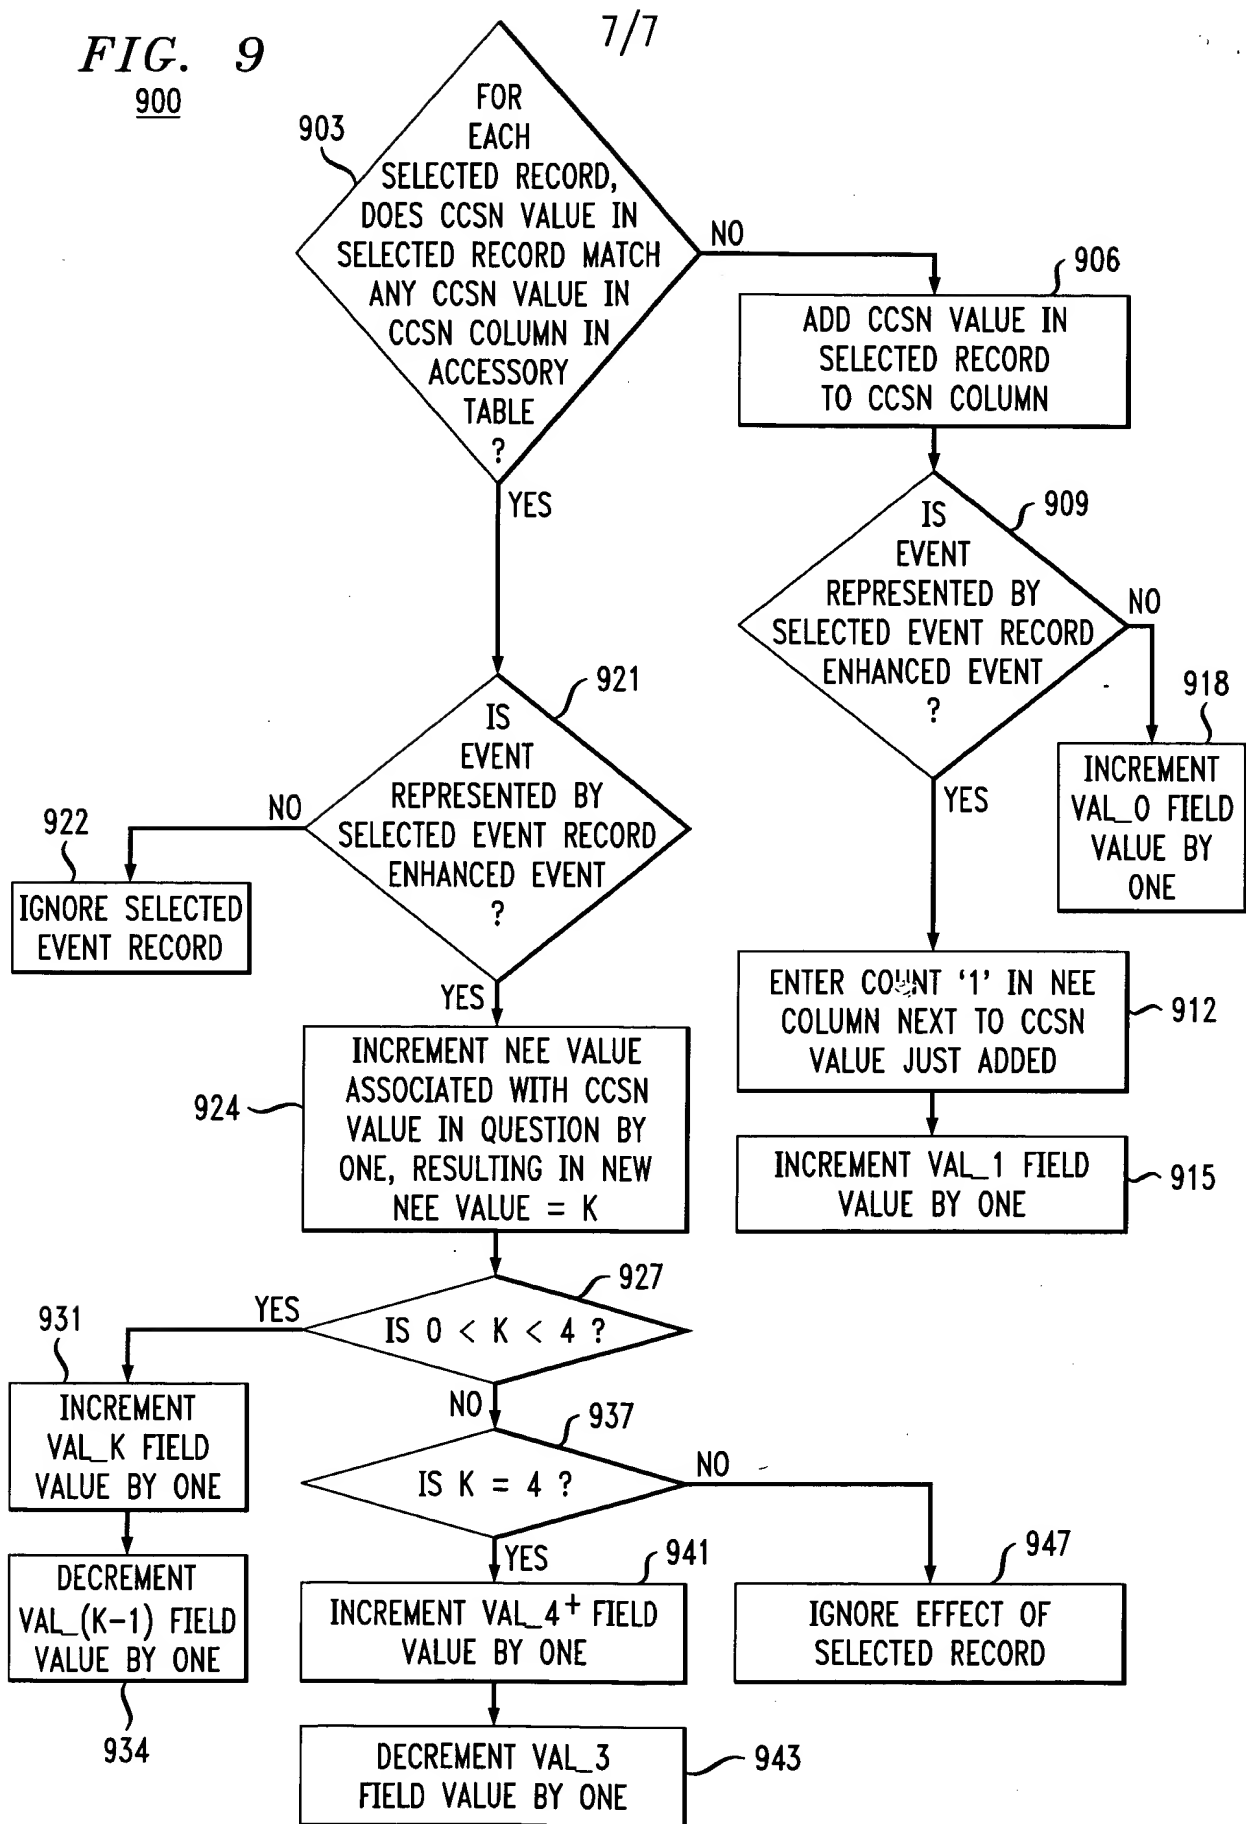 7/7
FIG. 9
900
903
FOR
EACH
SELECTED RECORD,
DOES CCSN VALUE IN
SELECTED RECORD MATCH
ANY CCSN VALUE IN
CCSN COLUMN IN
ACCESSORY
TABLE
?
NO
YES
906
ADD CCSN VALUE IN
SELECTED RECORD
TO CCSN COLUMN
909
IS
EVENT
REPRESENTED BY
SELECTED EVENT RECORD
ENHANCED EVENT
?
NO
YES
918
INCREMENT
VAL_0 FIELD
VALUE BY
ONE
912
ENTER COUNT '1' IN NEE
COLUMN NEXT TO CCSN
VALUE JUST ADDED
915
INCREMENT VAL_1 FIELD
VALUE BY ONE
921
IS
EVENT
REPRESENTED BY
SELECTED EVENT RECORD
ENHANCED EVENT
?
NO
YES
922
IGNORE SELECTED
EVENT RECORD
924
INCREMENT NEE VALUE
ASSOCIATED WITH CCSN
VALUE IN QUESTION BY
ONE, RESULTING IN NEW
NEE VALUE = K
927
IS 0 < K < 4 ?
YES
NO
931
INCREMENT
VAL_K FIELD
VALUE BY ONE
DECREMENT
VAL_(K-1) FIELD
VALUE BY ONE
934
937
IS K = 4 ?
NO
YES
941
INCREMENT VAL_4+ FIELD
VALUE BY ONE
947
IGNORE EFFECT OF
SELECTED RECORD
DECREMENT VAL_3
FIELD VALUE BY ONE
943